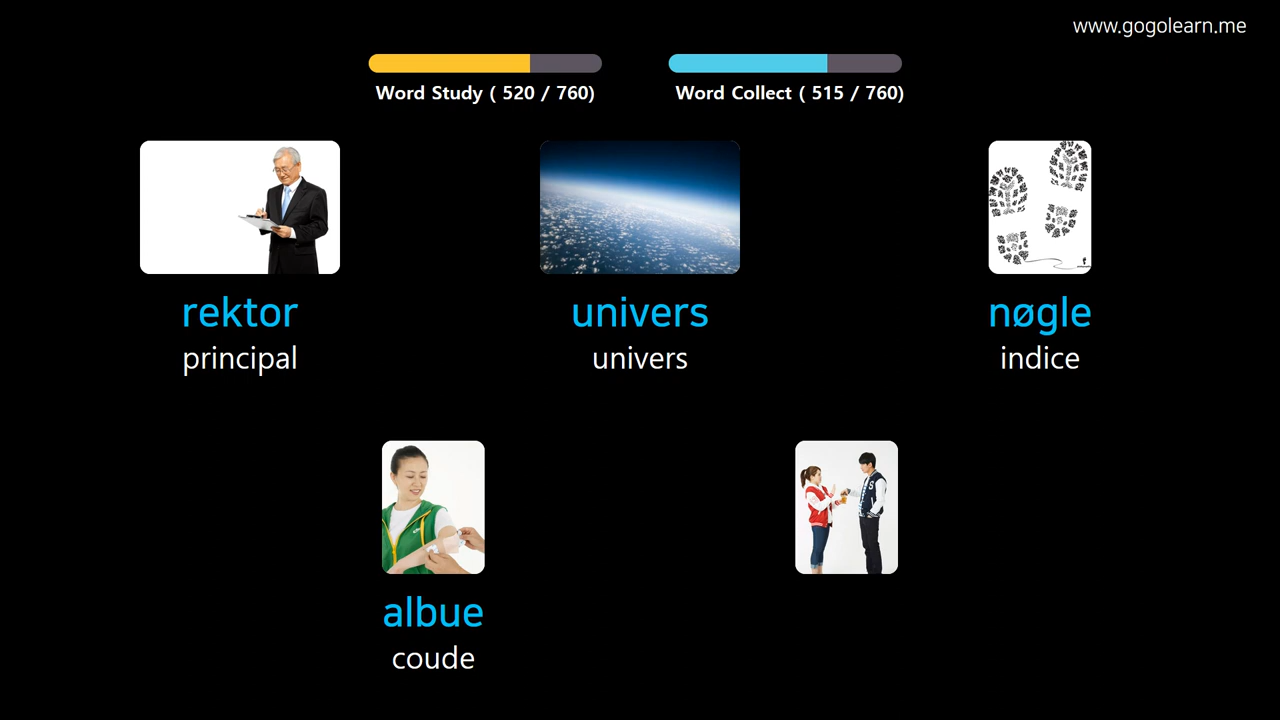 www.gogolearn.me
Word Study ( 520 / 760)
Word Collect ( 515 / 760)
rektor
principal
univers
univers
nøgle
indice
albue
coude
S